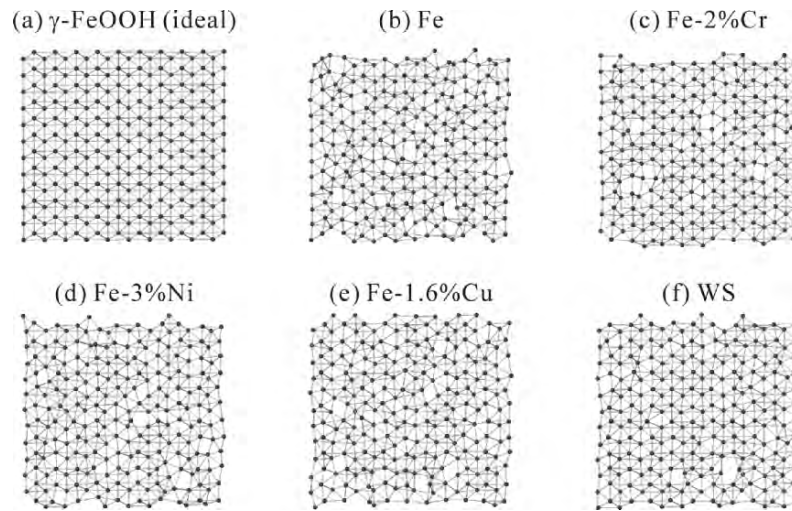 (a) γ-FeOOH (ideal)
(b) Fe
(c) Fe-2%Cr
(d) Fe-3%Ni
(e) Fe-1.6%Cu
(f) WS